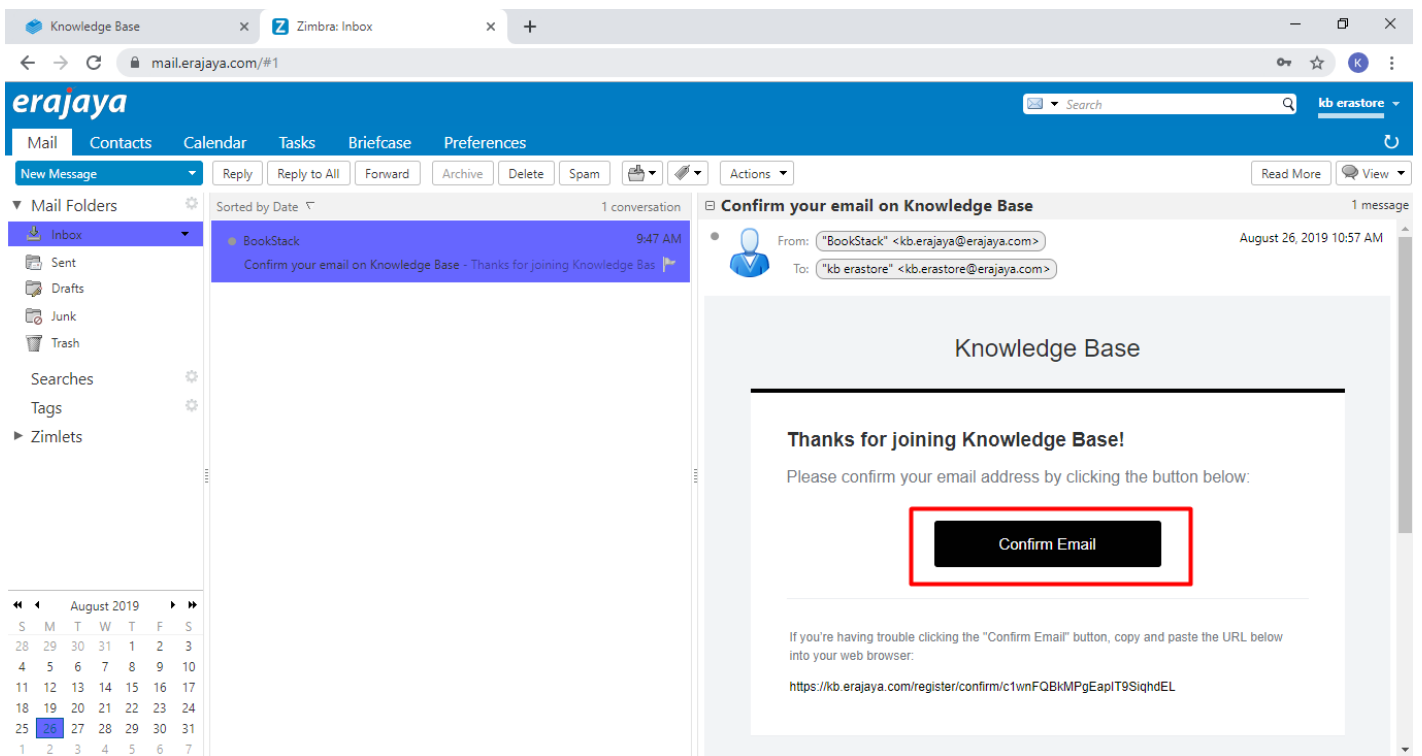 Knowledge Base
Zimbra: Inbox
mail.erajaya.com/#1
K
erajaya
Search
kb erastore
Mail Contacts Calendar Tasks Briefcase Preferences
New Message
Reply Reply to All Forward Archive Delete Spam Actions Read More View
Mail Folders
Inbox
Sent
Drafts
Junk
Trash
Searches
Tags
Zimlets
Sorted by Date 1 conversation
BookStack 9:47 AM
Confirm your email on Knowledge Base - Thanks for joining Knowledge Bas
Confirm your email on Knowledge Base 1 message
From: "BookStack" <kb.erajaya@erajaya.com> August 26, 2019 10:57 AM
To: "kb erastore" <kb.erastore@erajaya.com>
Knowledge Base
Thanks for joining Knowledge Base!
Please confirm your email address by clicking the button below:
Confirm Email
If you're having trouble clicking the "Confirm Email" button, copy and paste the URL below
into your web browser:
https://kb.erajaya.com/register/confirm/c1wnFQBkMPgEapIT9SiqhdEL
August 2019
S M T W T F S
28 29 30 31 1 2 3
4 5 6 7 8 9 10
11 12 13 14 15 16 17
18 19 20 21 22 23 24
25 26 27 28 29 30 31
1 2 3 4 5 6 7